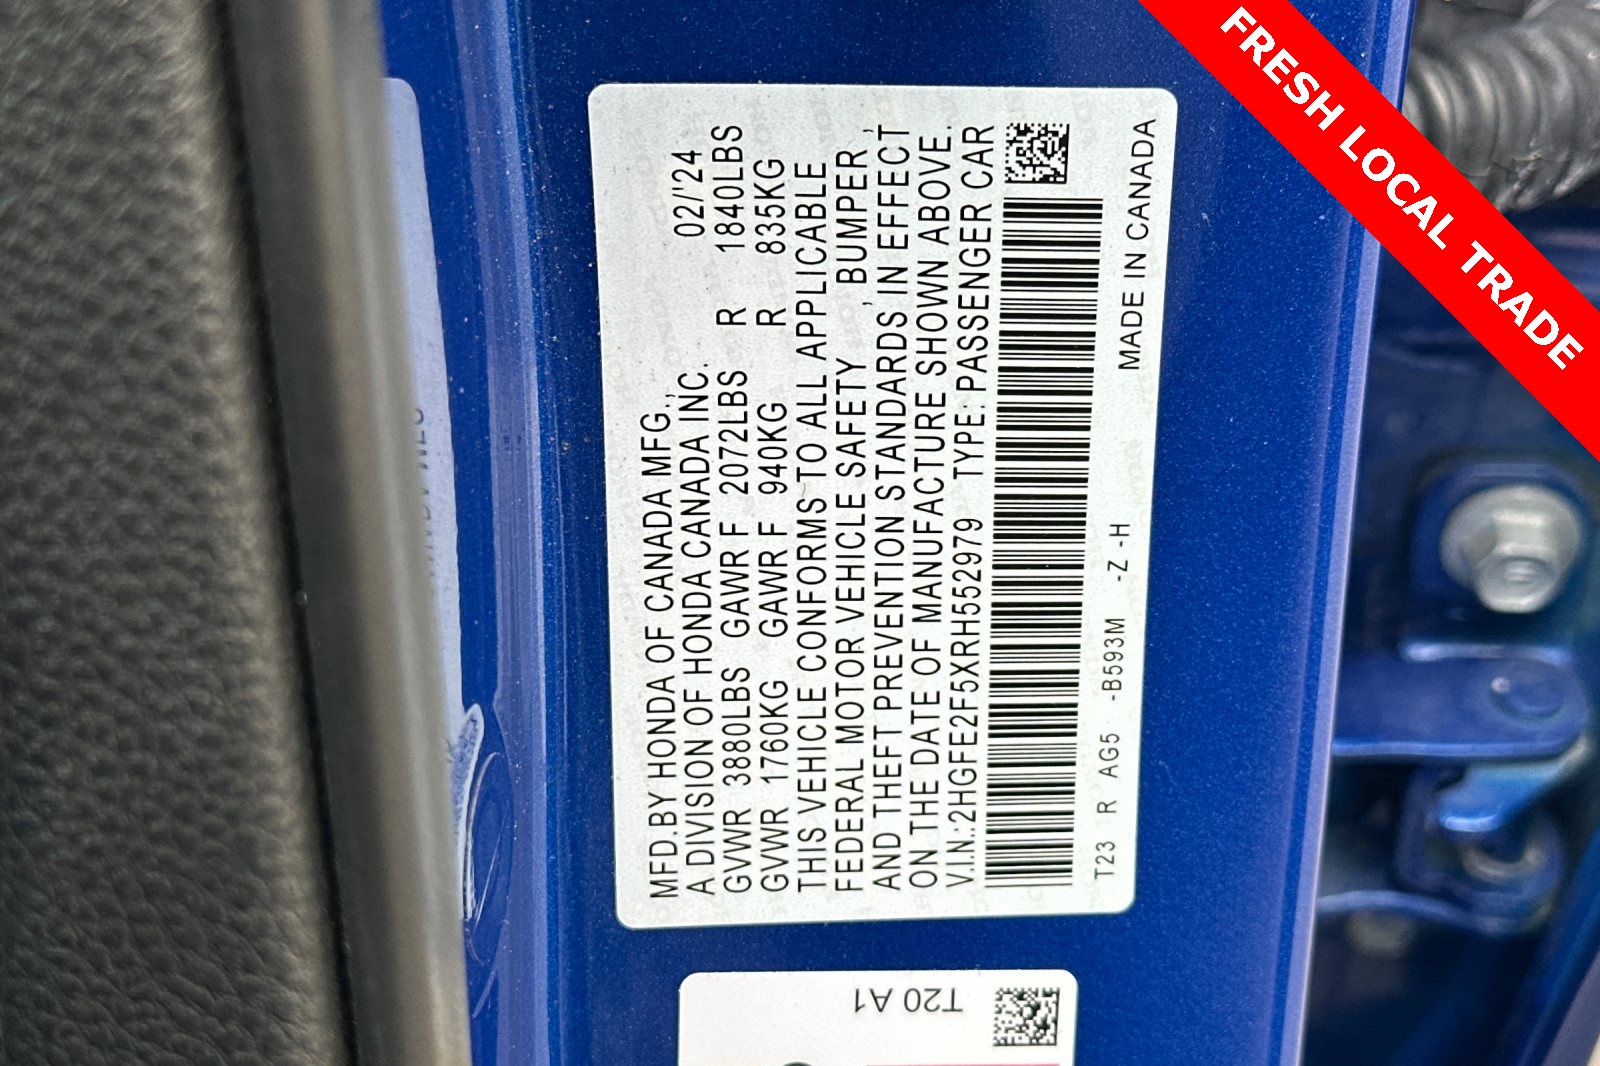 FRESH LOCAL TRADE
MFD.BY HONDA OF CANADA MFG.,
A DIVISION OF HONDA CANADA INC. 02/'24
GVWR 3880LBS GAWR F 2072LBS R 1840LBS
GVWR 1760KG GAWR F 940KG R 835KG
THIS VEHICLE CONFORMS TO ALL APPLICABLE
FEDERAL MOTOR VEHICLE SAFETY , BUMPER ,
AND THEFT PREVENTION STANDARDS IN EFFECT
ON THE DATE OF MANUFACTURE SHOWN ABOVE.
V.I.N.:2HGFE2F5XRH552979 TYPE: PASSENGER CAR
T23 R AG5 -B593M -Z -H MADE IN CANADA
T20 A1